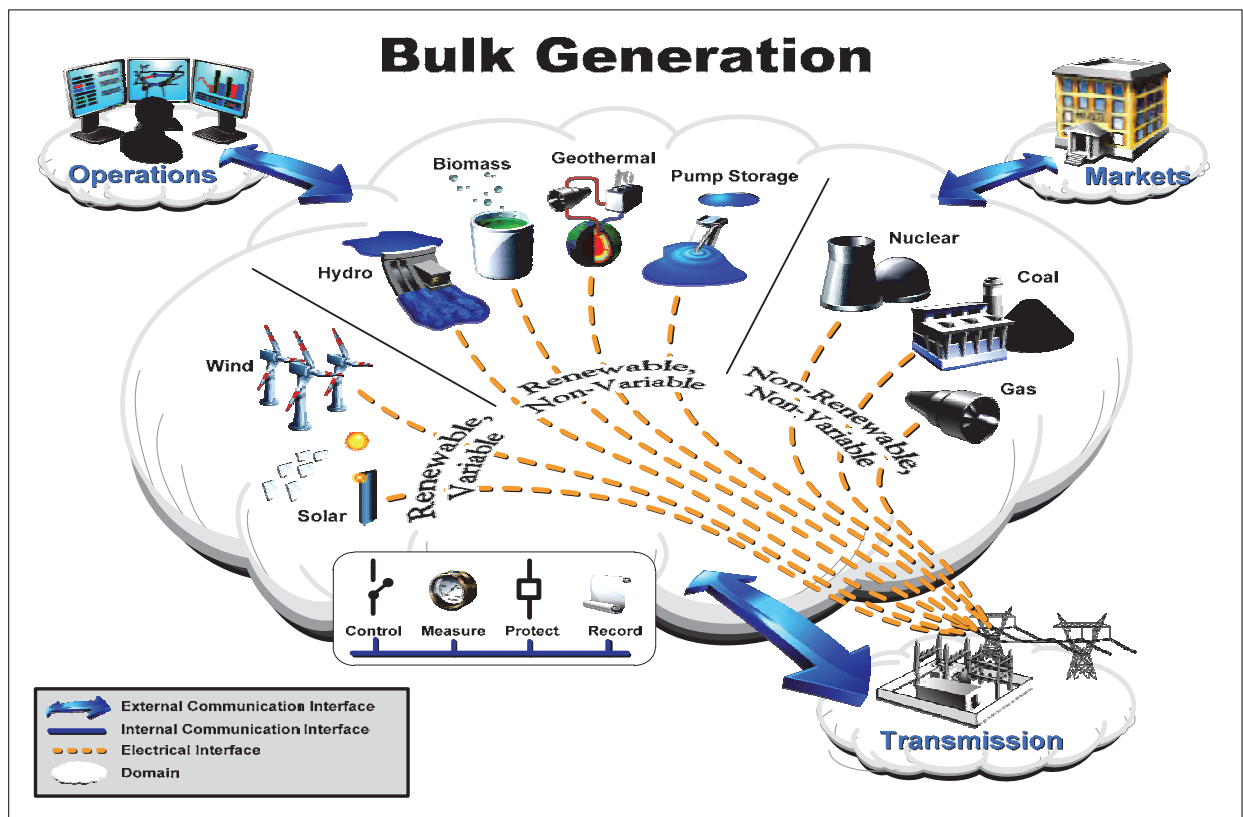 Bulk Generation
Operations
Markets
Biomass
Geothermal
Pump Storage
Hydro
Nuclear
Coal
Wind
Gas
Solar
Renewable,
Variable
Renewable,
Non-Variable
Non-Renewable,
Non-Variable
Control
Measure
Protect
Record
Transmission
External Communication Interface
Internal Communication Interface
Electrical Interface
Domain